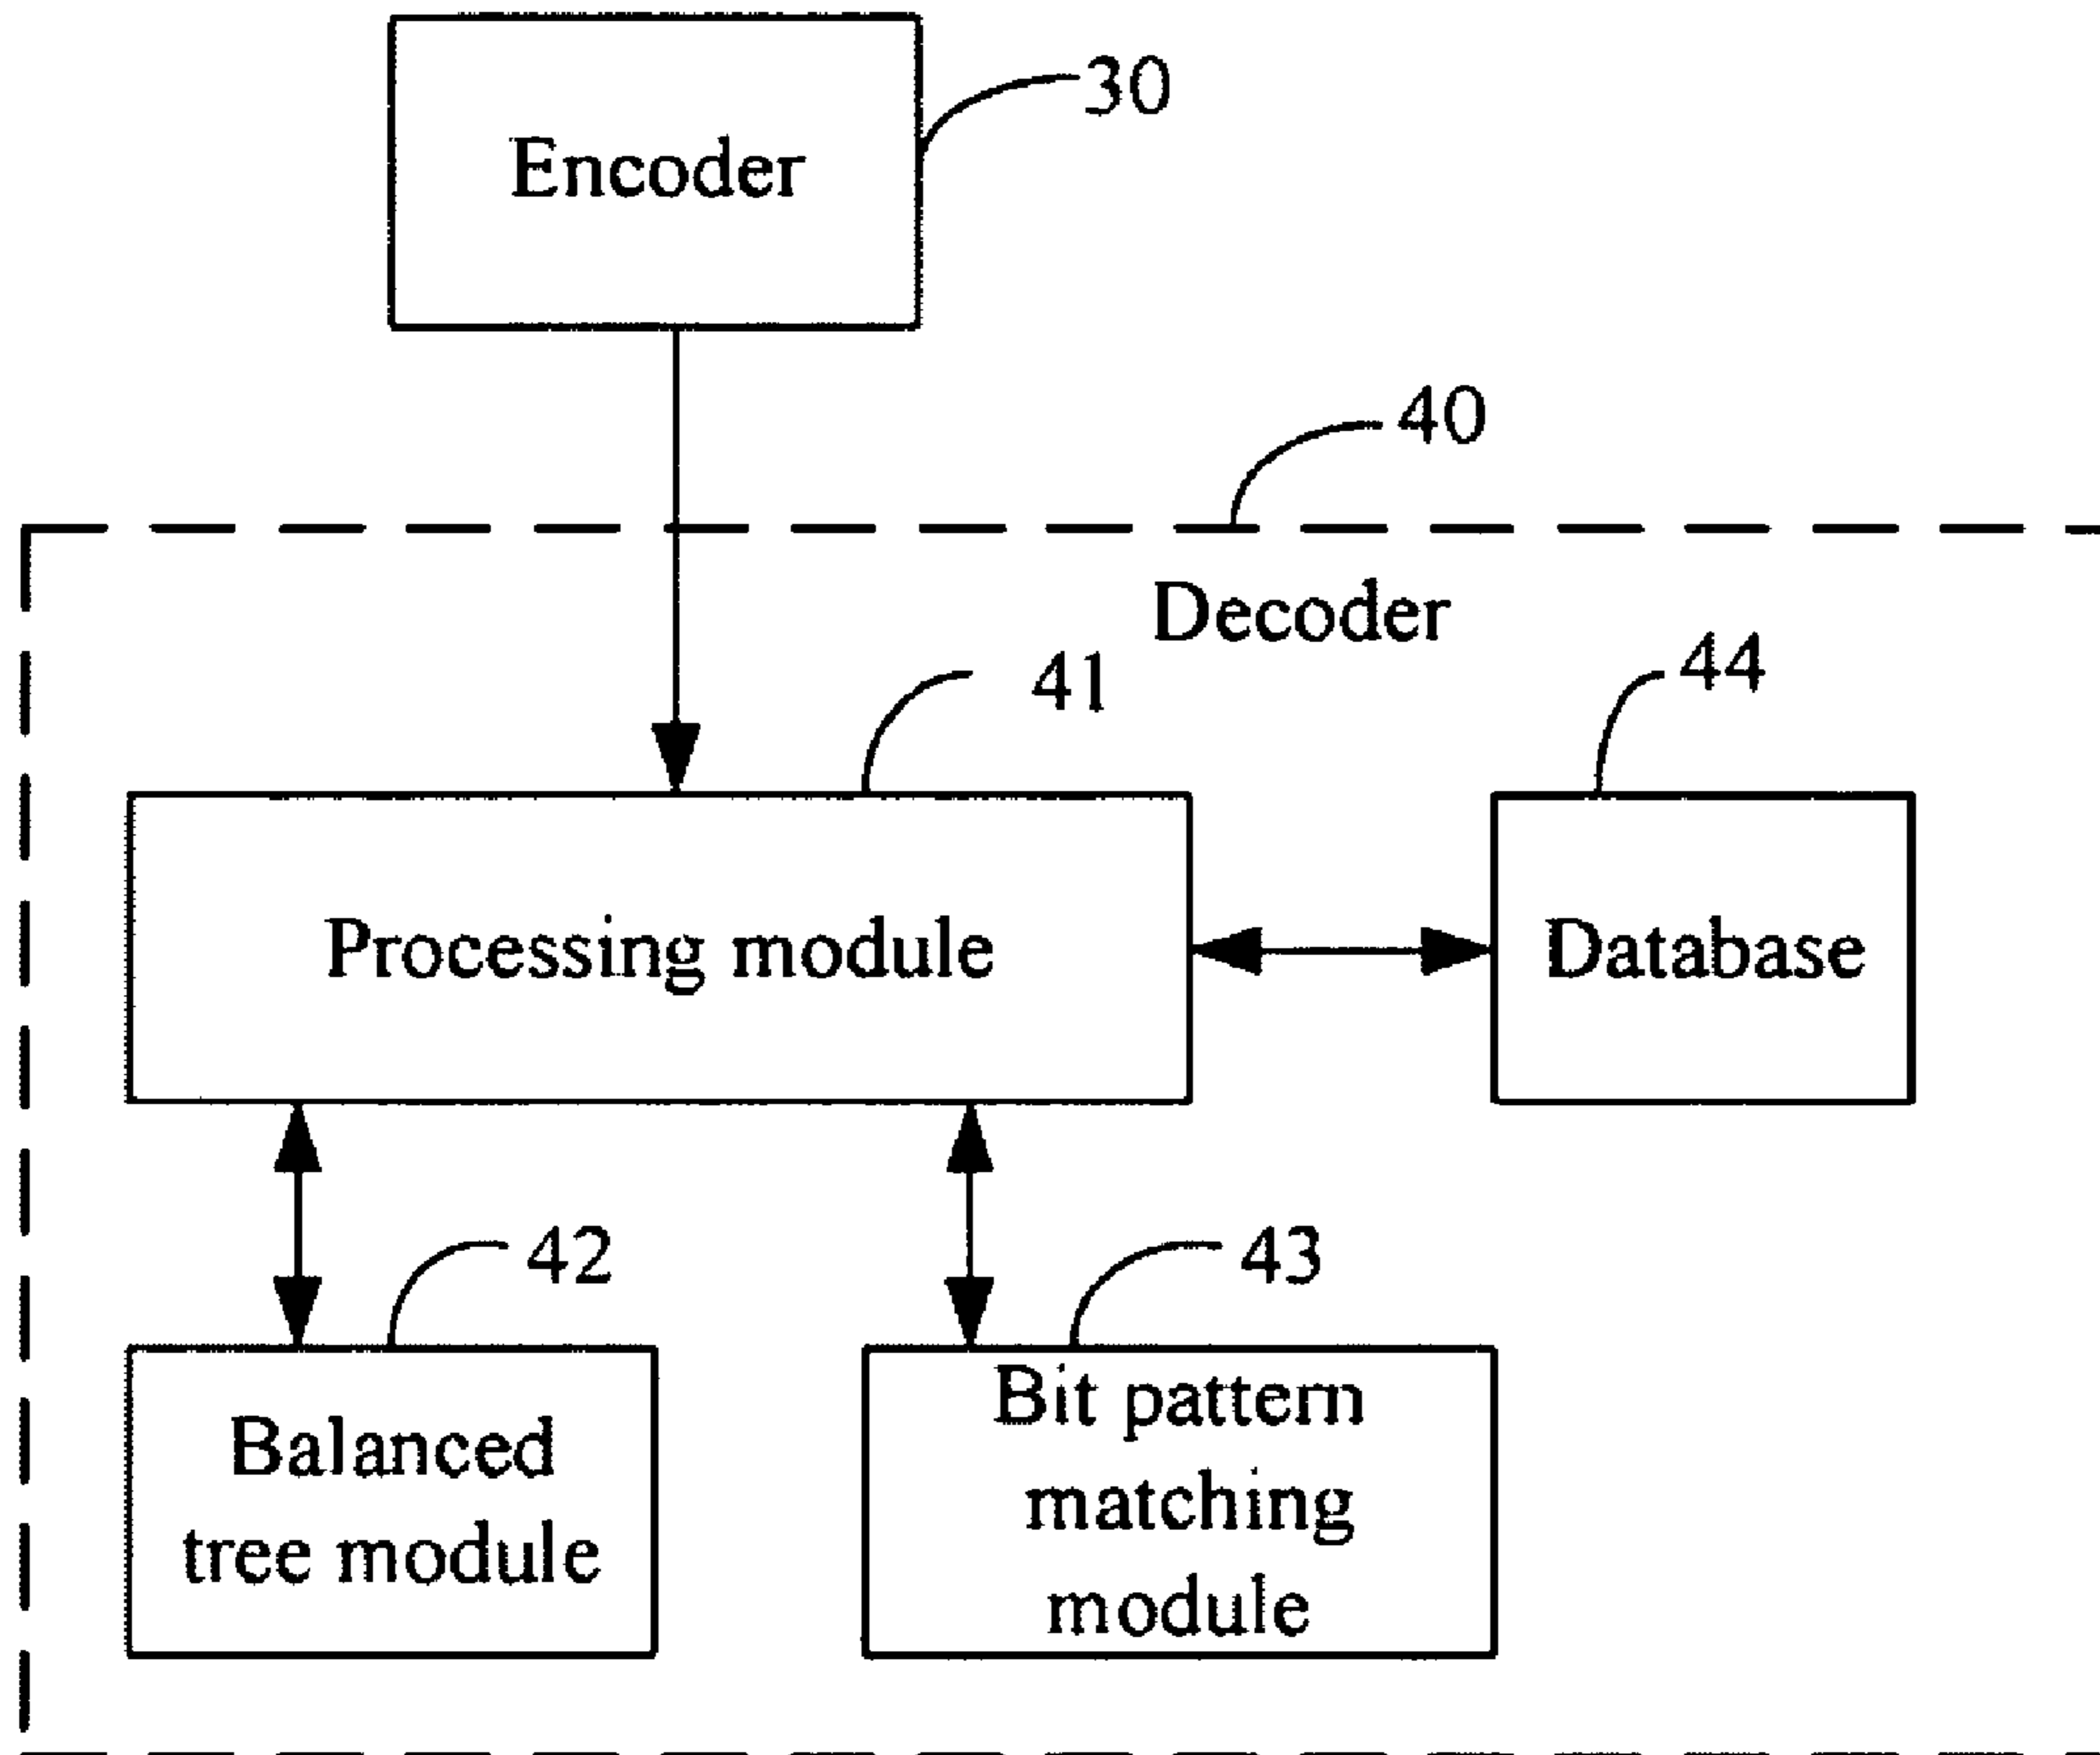 30
Encoder
40
Decoder
41
44
Processing module
Database
42
43
Balanced
tree module
Bit pattern
matching
module